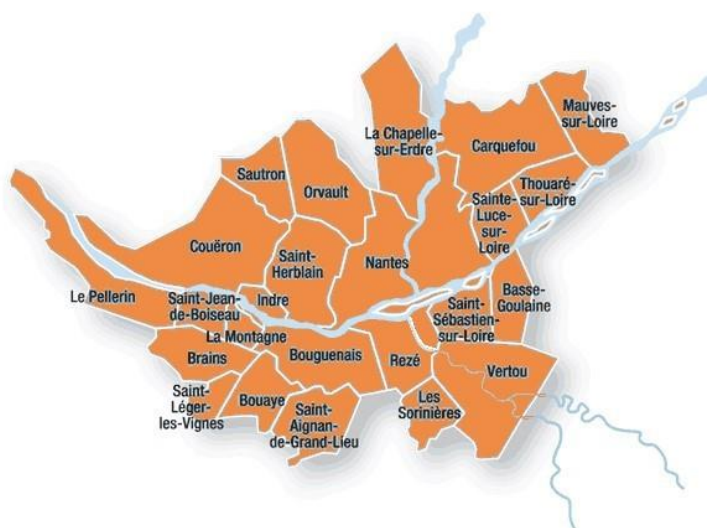 Mauves-
sur-Loire
La Chapelle-
sur-Erdre
Carquefou
Sautron
Orvault
Thouaré-
sur-Loire
Sainte-
Luce-
sur-
Loire
Couëron
Saint-
Herblain
Nantes
Le Pellerin
Saint-Jean-
de-Boiseau
Indre
Basse-
Goulaine
Saint-
Sébastien-
sur-Loire
La Montagne
Brains
Bouguenais
Rezé
Vertou
Saint-
Léger-
les-Vignes
Bouaye
Saint-
Aignan-
de-Grand-Lieu
Les
Sorinières